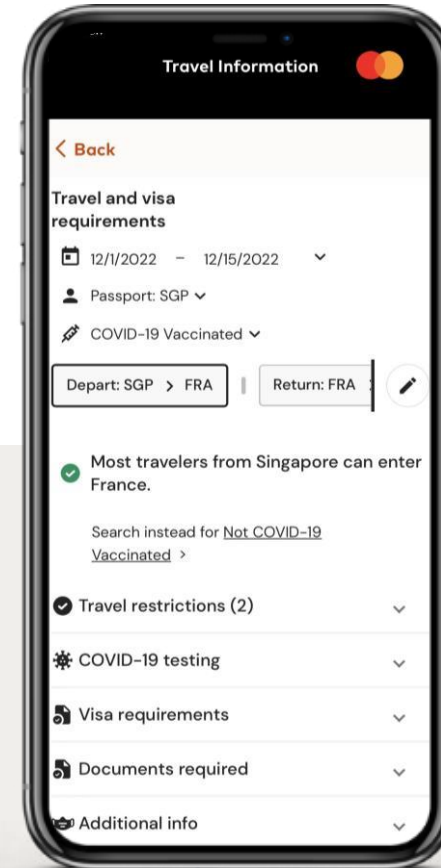 Travel Information
Back
Travel and visa
requirements
12/1/2022 – 12/15/2022
Passport: SGP
COVID-19 Vaccinated
Depart: SGP > FRA
Return: FRA
Most travelers from Singapore can enter
France.
Search instead for Not COVID-19
Vaccinated >
Travel restrictions (2)
COVID-19 testing
Visa requirements
Documents required
Additional info